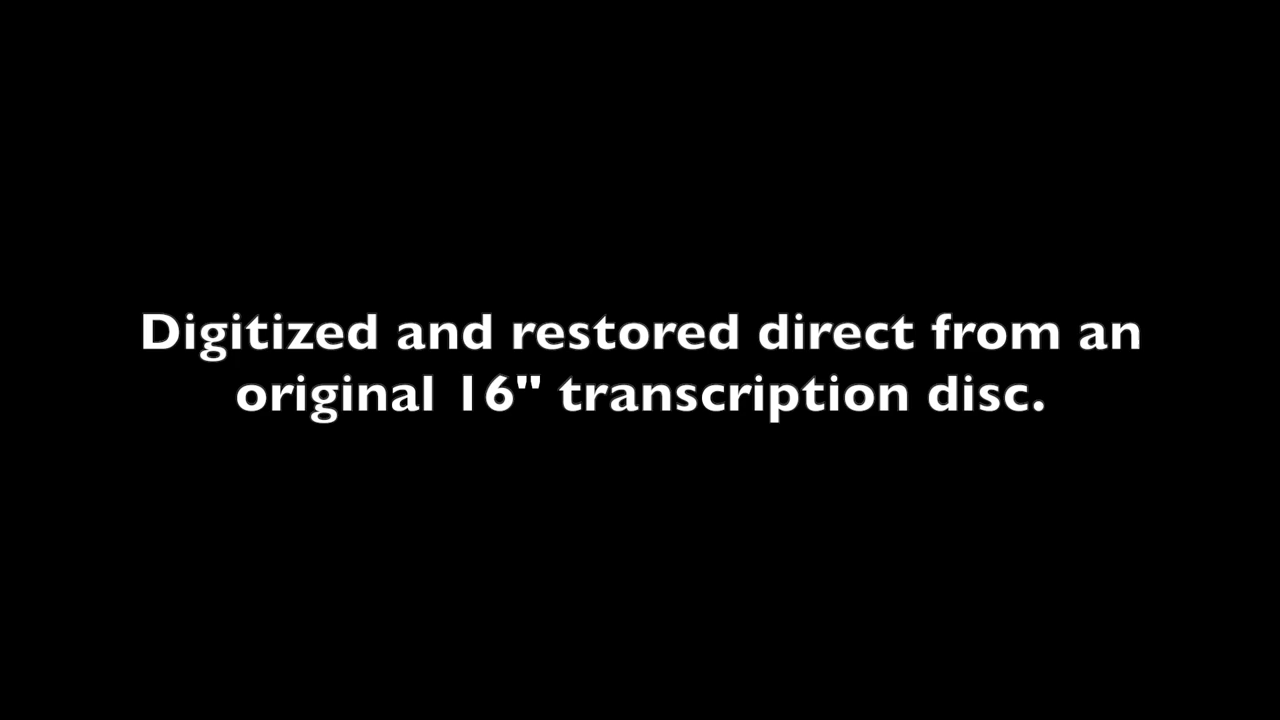 Digitized and restored direct from an
original 16" transcription disc.